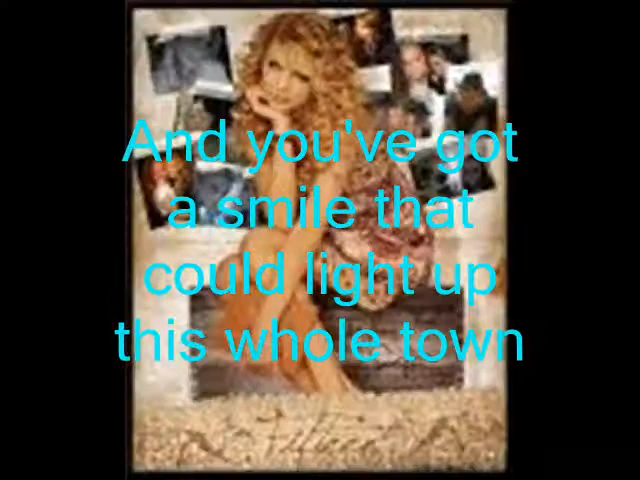 And you've got
a smile that
could light up
this whole town